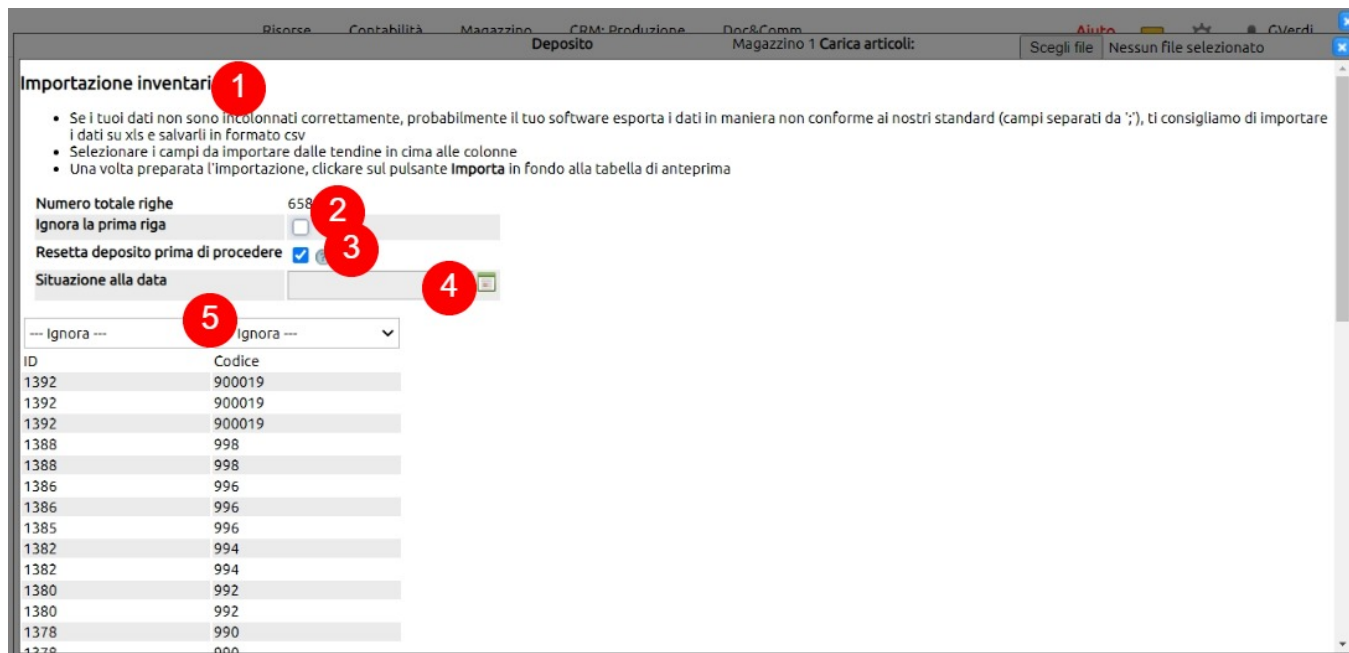 Risorse Contabilità Magazzino CRM: Produzione Doc&Comm Aiuto GVerdi
Deposito Magazzino 1 Carica articoli: Scegli file Nessun file selezionato
Importazione inventari 1
Se i tuoi dati non sono incolonnati correttamente, probabilmente il tuo software esporta i dati in maniera non conforme ai nostri standard (campi separati da ';'), ti consigliamo di importare
i dati su xls e salvarli in formato csv
Selezionare i campi da importare dalle tendine in cima alle colonne
Una volta preparata l'importazione, clickare sul pulsante Importa in fondo alla tabella di anteprima
Numero totale righe 658 2
Ignora la prima riga
Resetta deposito prima di procedere 3
Situazione alla data 4
5
--- Ignora --- Ignora ---
ID Codice
1392 900019
1392 900019
1392 900019
1388 998
1388 998
1386 996
1386 996
1385 996
1382 994
1382 994
1380 992
1380 992
1378 990
1378 990